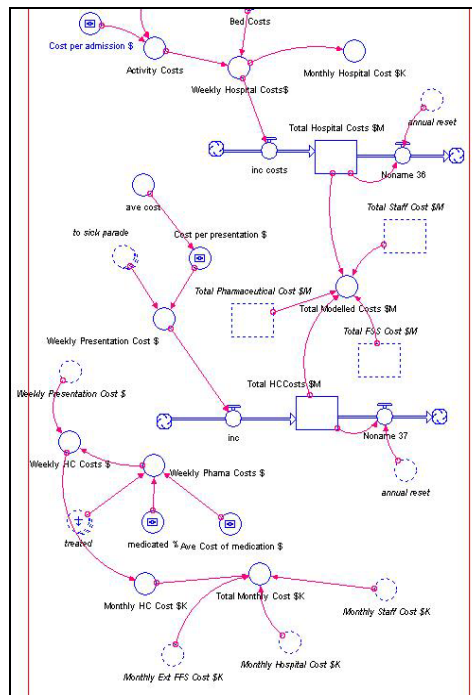 Bed Costs
Cost per admission $
Activity Costs
Monthly Hospital Cost $K
Weekly Hospital Costs$
annual reset
Total Hospital Costs $M
inc costs
Noname 36
ave cost
Total Staff Cost $M
to sick parade
Cost per presentation $
Total Phamaceutical Cost $M
Total Modelled Costs $M
Total FSS Cost $M
Weekly Presentation Cost $
Total HCCosts $M
Weekly Presentation Cost $
inc
Noname 37
Weekly HC Costs $
Weekly Phama Costs $
annual reset
treated
medicated %
Ave Cost of medication $
Monthly HC Cost $K
Total Monthly Cost $K
Monthly Staff Cost $K
Monthly Hospital Cost $K
Monthly Ext FFS Cost $K